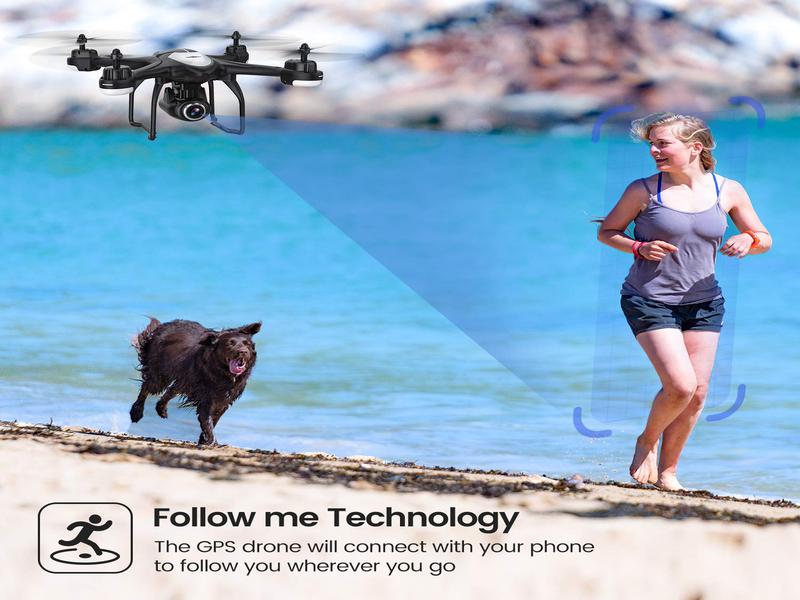 Follow me Technology
The GPS drone will connect with your phone
to follow you wherever you go